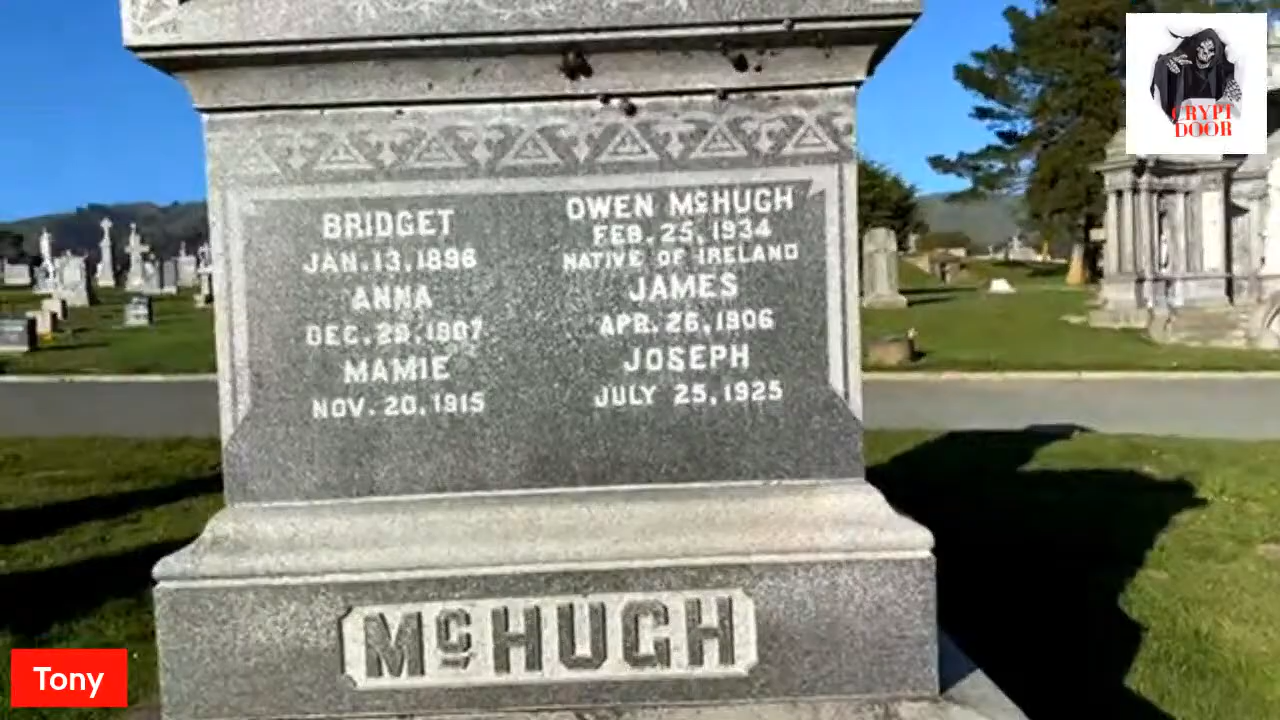 BRIDGET
JAN. 13, 1896
ANNA
DEC. 29, 1907
MAMIE
NOV. 20, 1915
OWEN McHUGH
FEB. 25, 1934
NATIVE OF IRELAND
JAMES
APR. 26, 1906
JOSEPH
JULY 25, 1925
McHUGH
CRYPT
DOOR
Tony